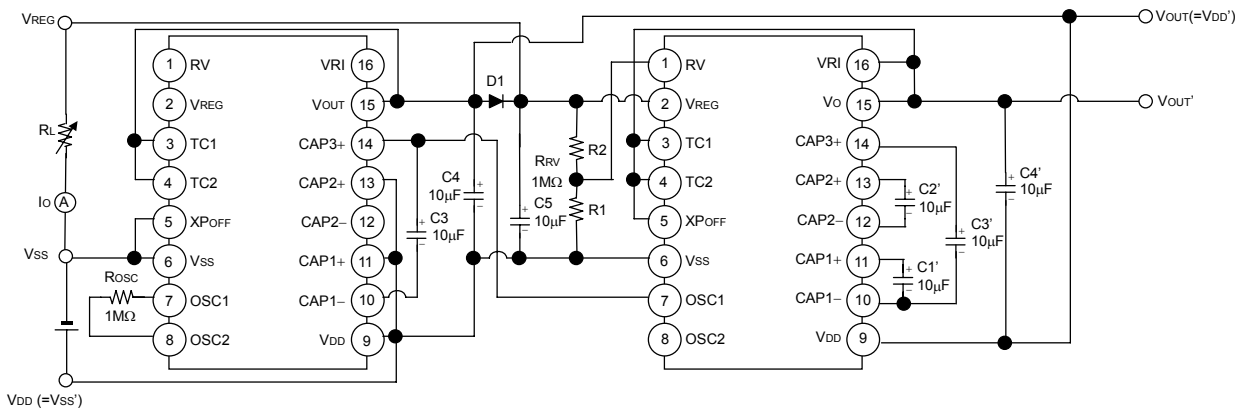 VREG
VOUT(=VDD')
1 RV
VRI 16
2 VREG
VOUT 15
3 TC1
CAP3+ 14
4 TC2
CAP2+ 13
5 XPOFF
CAP2– 12
6 VSS
CAP1+ 11
7 OSC1
CAP1– 10
8 OSC2
VDD 9
RL
IO A
VSS
ROSC
1MΩ
VDD (=VSS')
D1
C4
10µF
+
–
C3
10µF
+
–
C5
10µF
+
–
RRV
1MΩ
R2
R1
1 RV
VRI 16
2 VREG
VO 15
3 TC1
CAP3+ 14
4 TC2
CAP2+ 13
5 XPOFF
CAP2– 12
6 VSS
CAP1+ 11
7 OSC1
CAP1– 10
8 OSC2
VDD 9
C2'
10µF
+
–
C1'
10µF
+
–
C3'
10µF
+
–
C4'
10µF
+
–
VOUT'